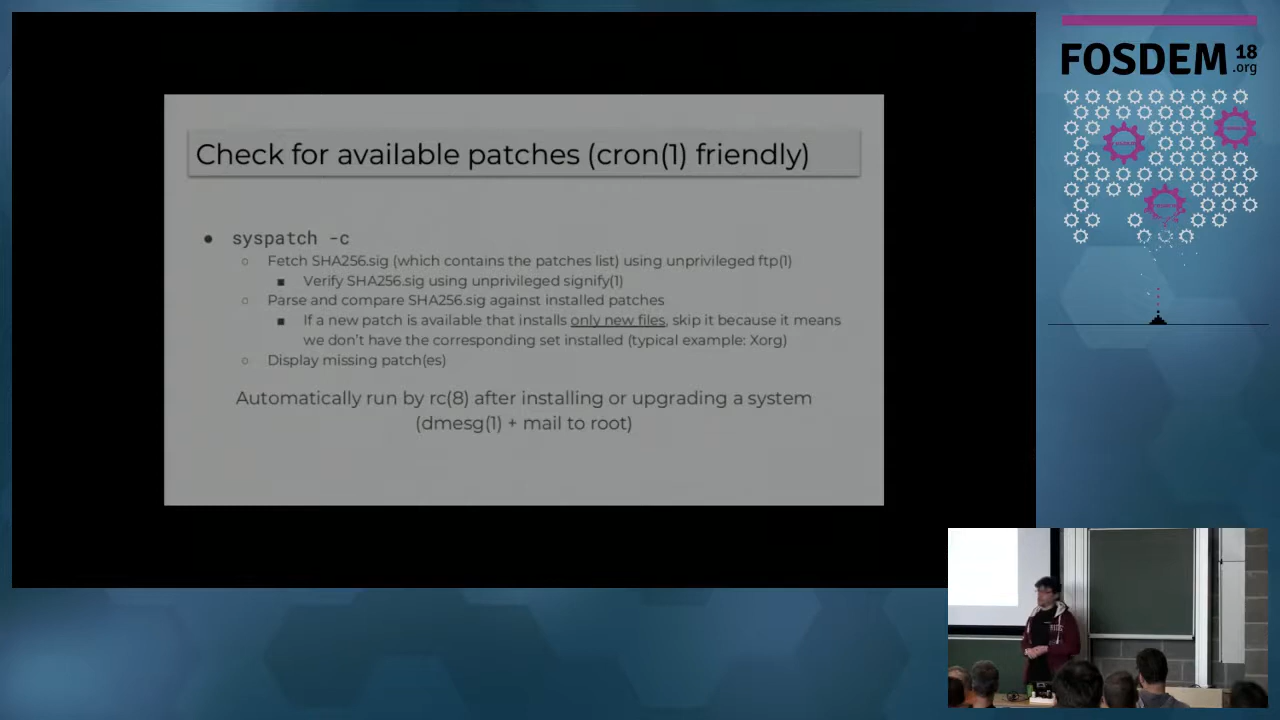 Check for available patches (cron(1) friendly)
● syspatch -c
○ Fetch SHA256.sig (which contains the patches list) using unprivileged ftp(1)
■ Verify SHA256.sig using unprivileged signify(1)
○ Parse and compare SHA256.sig against installed patches
■ If a new patch is available that installs only new files, skip it because it means
we don't have the corresponding set installed (typical example: Xorg)
○ Display missing patch(es)
Automatically run by rc(8) after installing or upgrading a system
(dmesg(1) + mail to root)
FOSDEM 18
.org